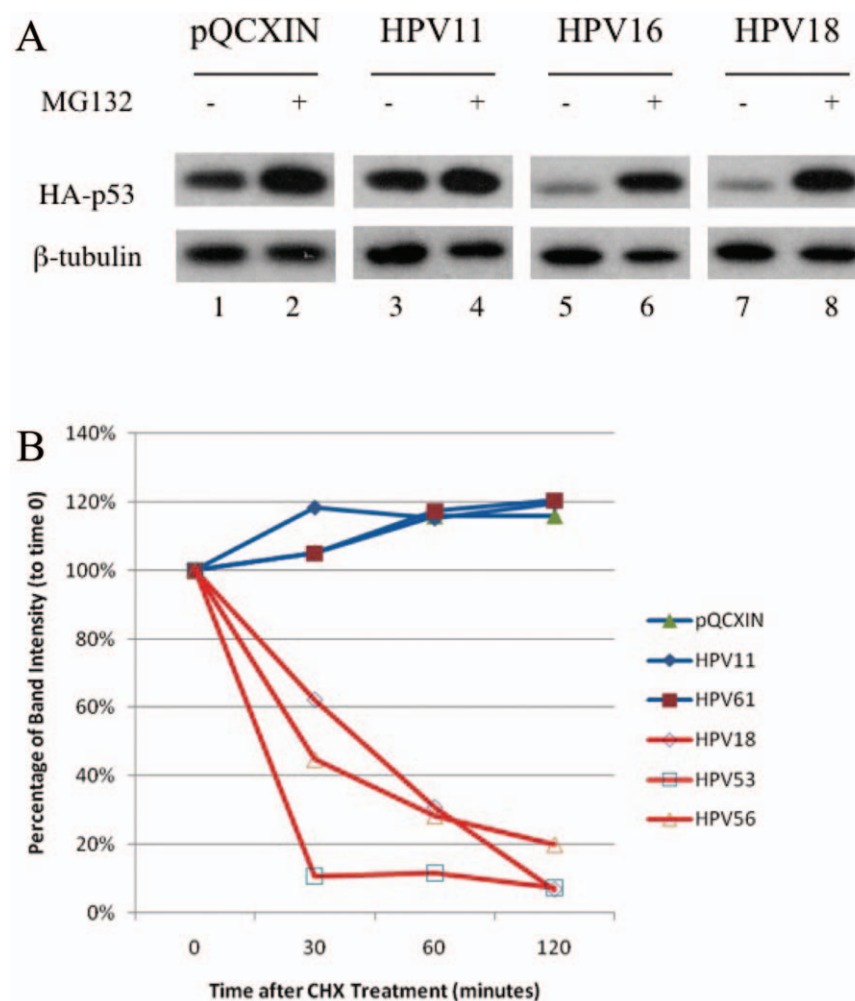 A
pQCXIN HPV11 HPV16 HPV18
MG132 - + - + - + - +
HA-p53
β-tubulin
1 2 3 4 5 6 7 8
B
140%
120%
100%
80%
60%
40%
20%
0%
Percentage of Band Intensity (to time 0)
0 30 60 120
Time after CHX Treatment (minutes)
pQCXIN
HPV11
HPV61
HPV18
HPV53
HPV56